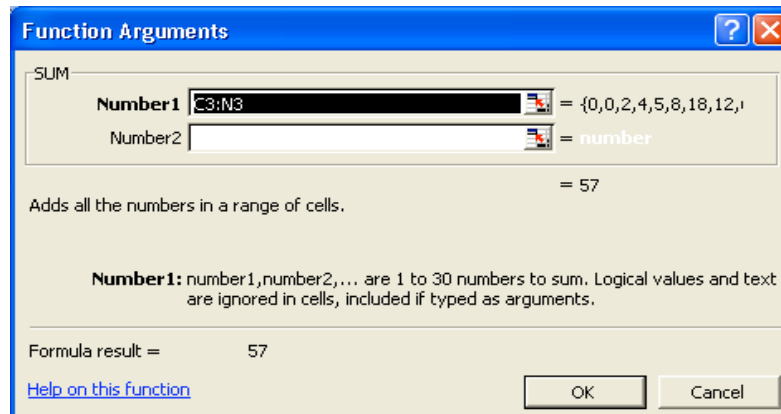 Function Arguments
?
SUM
Number1 C3:N3 = {0,0,2,4,5,8,18,12,
Number2 = number
= 57
Adds all the numbers in a range of cells.
Number1: number1,number2,... are 1 to 30 numbers to sum. Logical values and text
are ignored in cells, included if typed as arguments.
Formula result = 57
Help on this function
OK Cancel